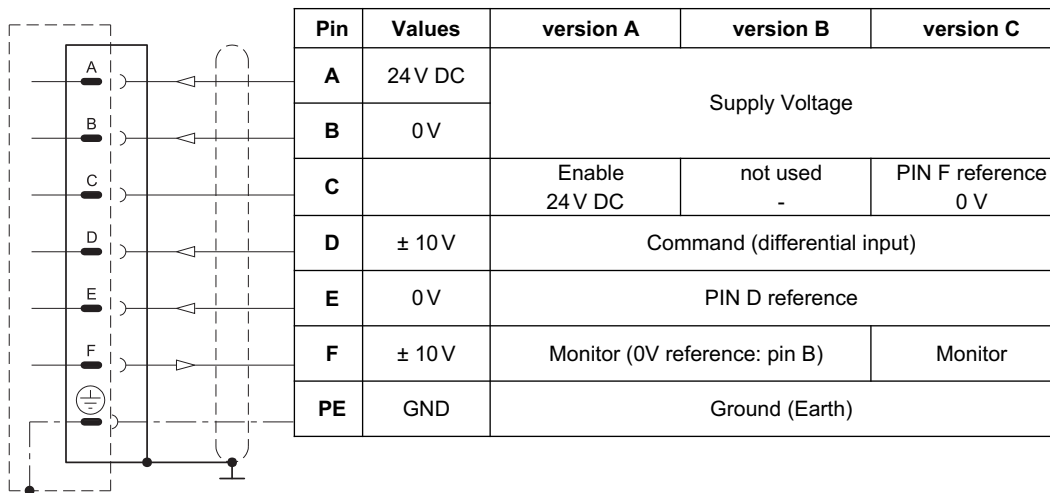 Pin Values version A version B version C
A 24 V DC Supply Voltage
B 0 V
C Enable 24 V DC not used - PIN F reference 0 V
D ± 10 V Command (differential input)
E 0 V PIN D reference
F ± 10 V Monitor (0V reference: pin B) Monitor
PE GND Ground (Earth)
A
B
C
D
E
F